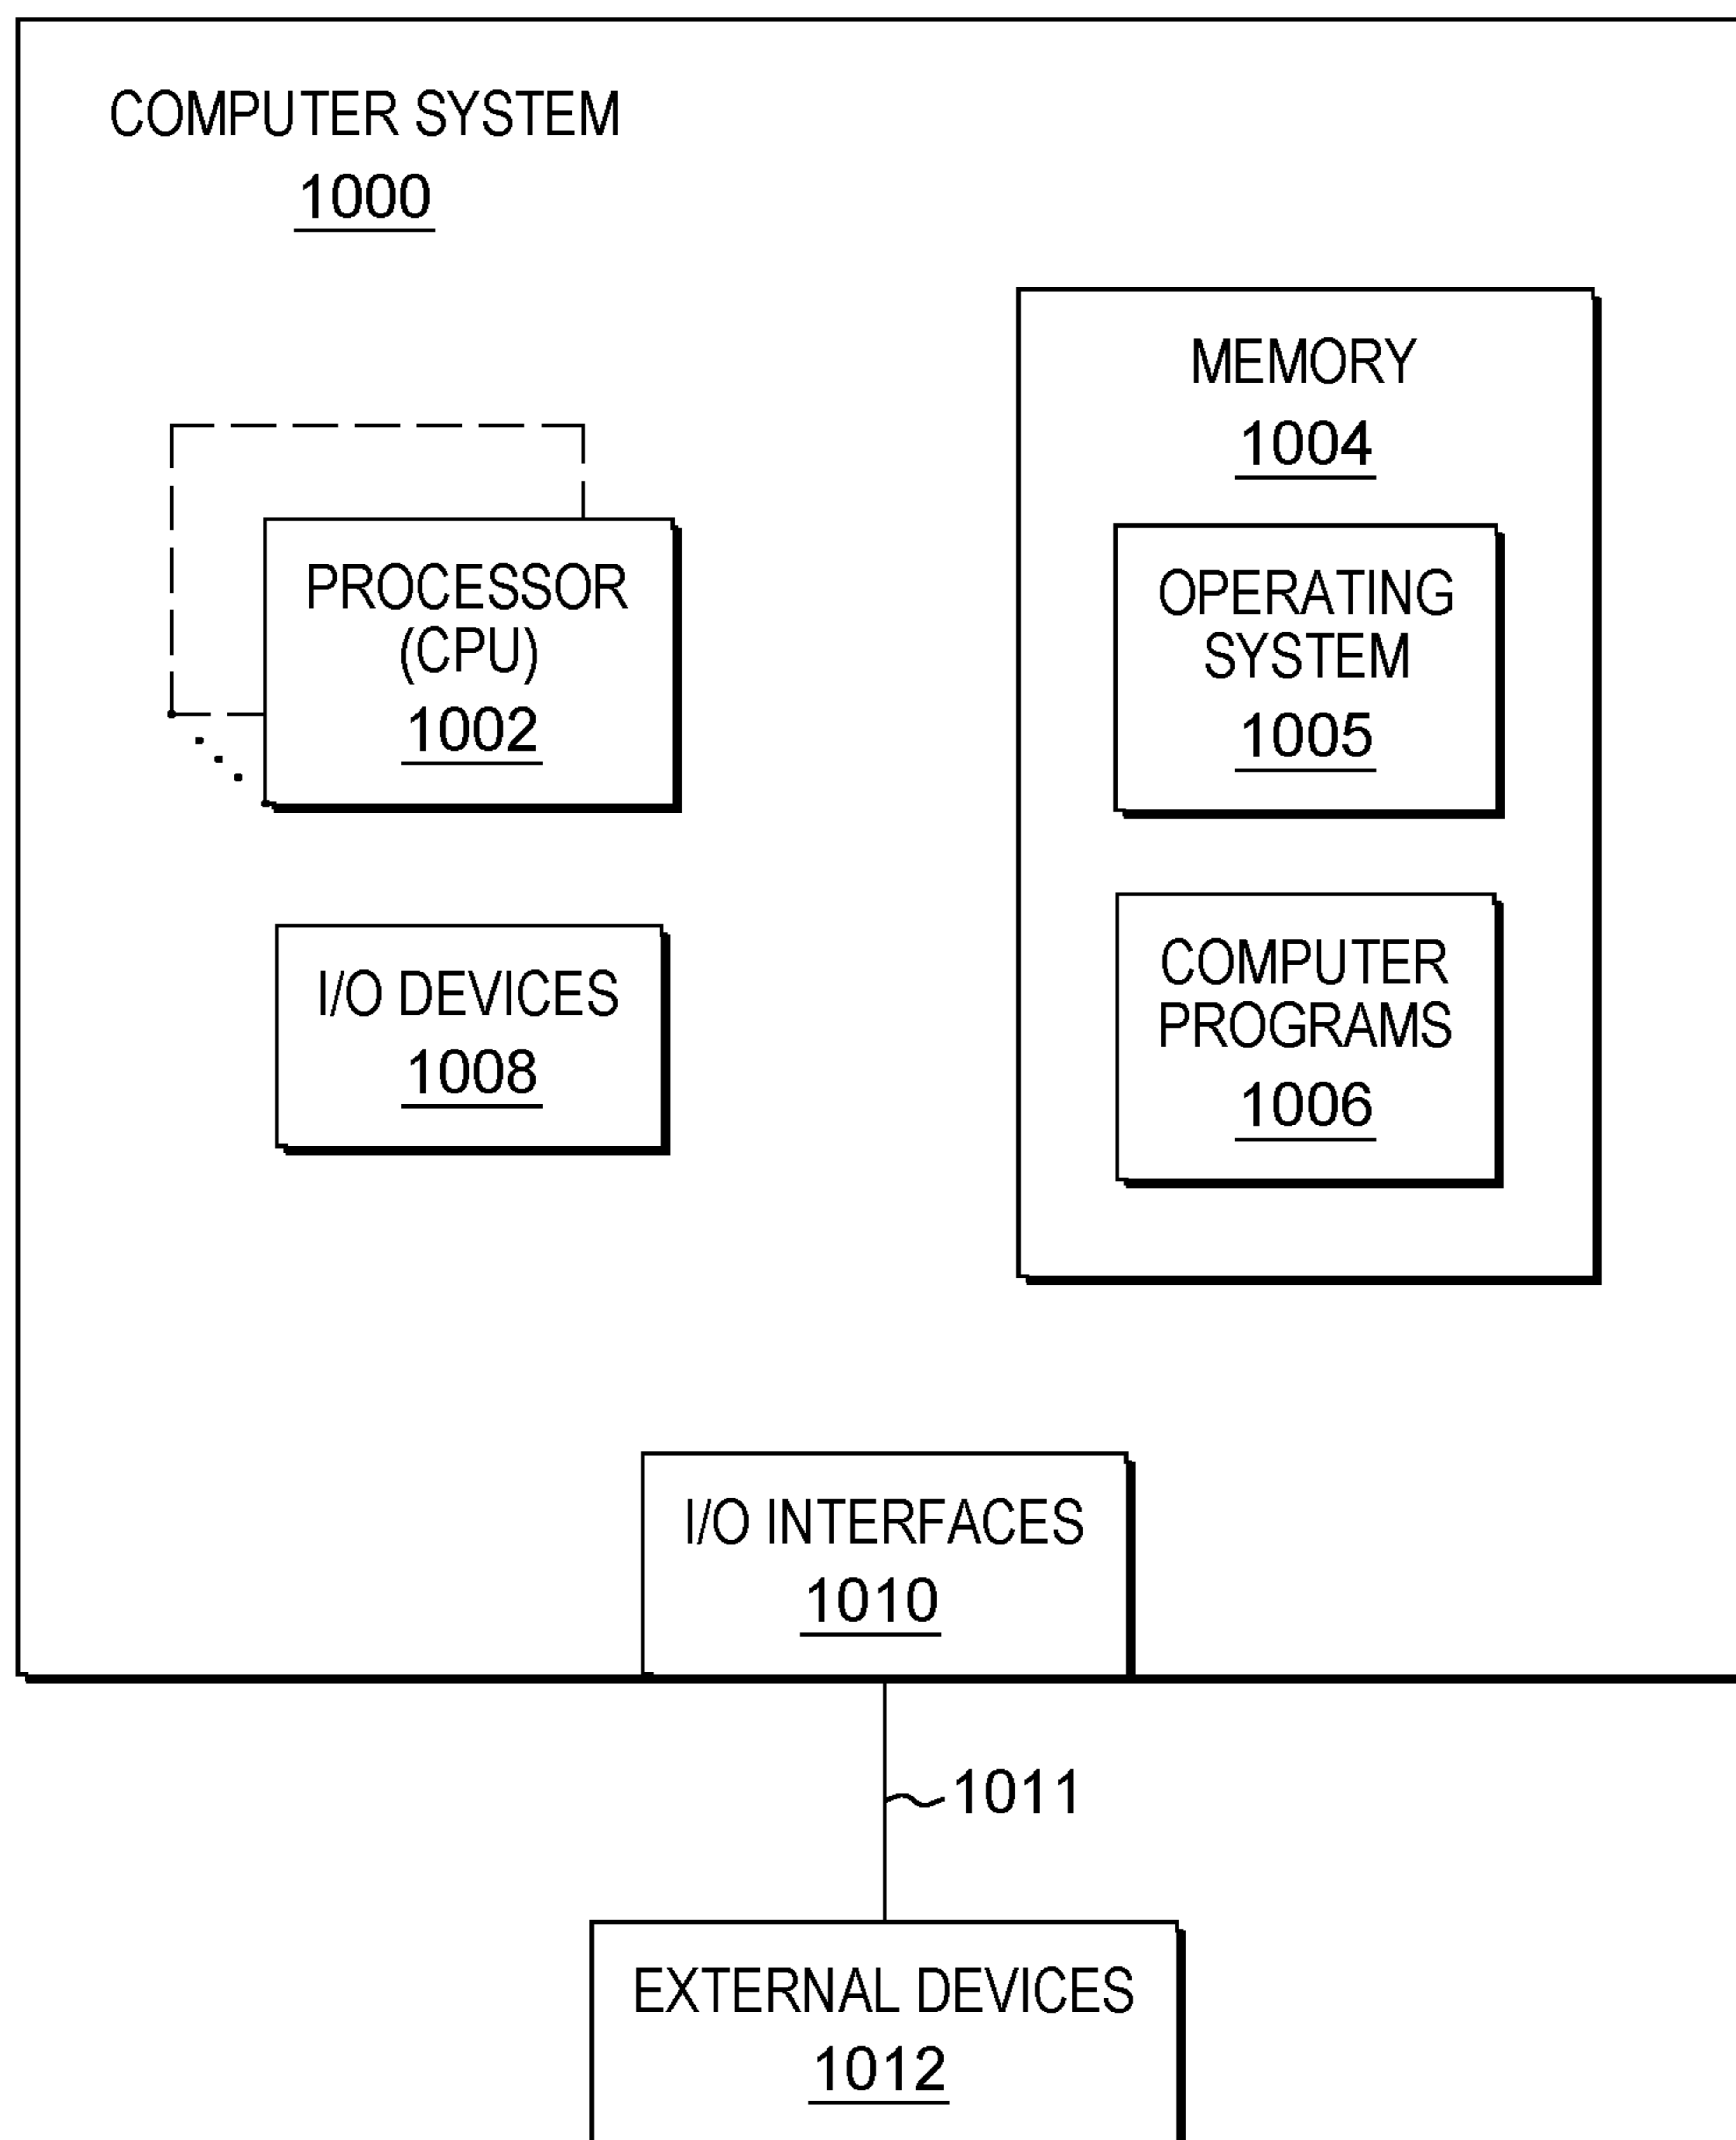 COMPUTER SYSTEM
1000
MEMORY
1004
PROCESSOR
(CPU)
1002
OPERATING
SYSTEM
1005
I/O DEVICES
1008
COMPUTER
PROGRAMS
1006
I/O INTERFACES
1010
1011
EXTERNAL DEVICES
1012